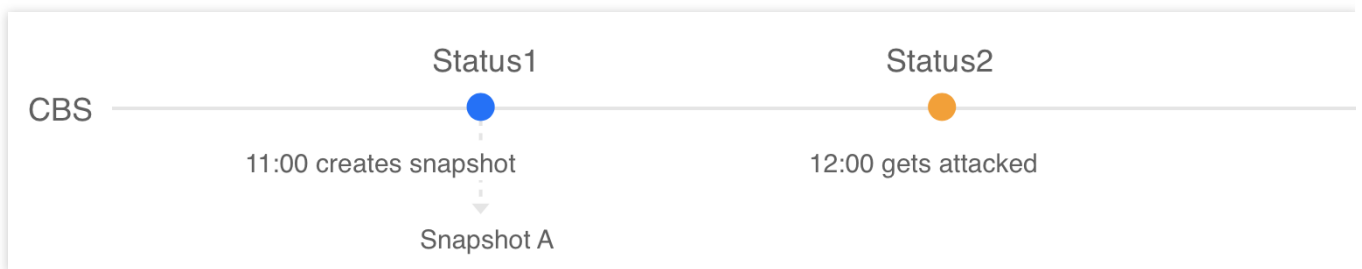 Status1
Status2
CBS
11:00 creates snapshot
12:00 gets attacked
Snapshot A